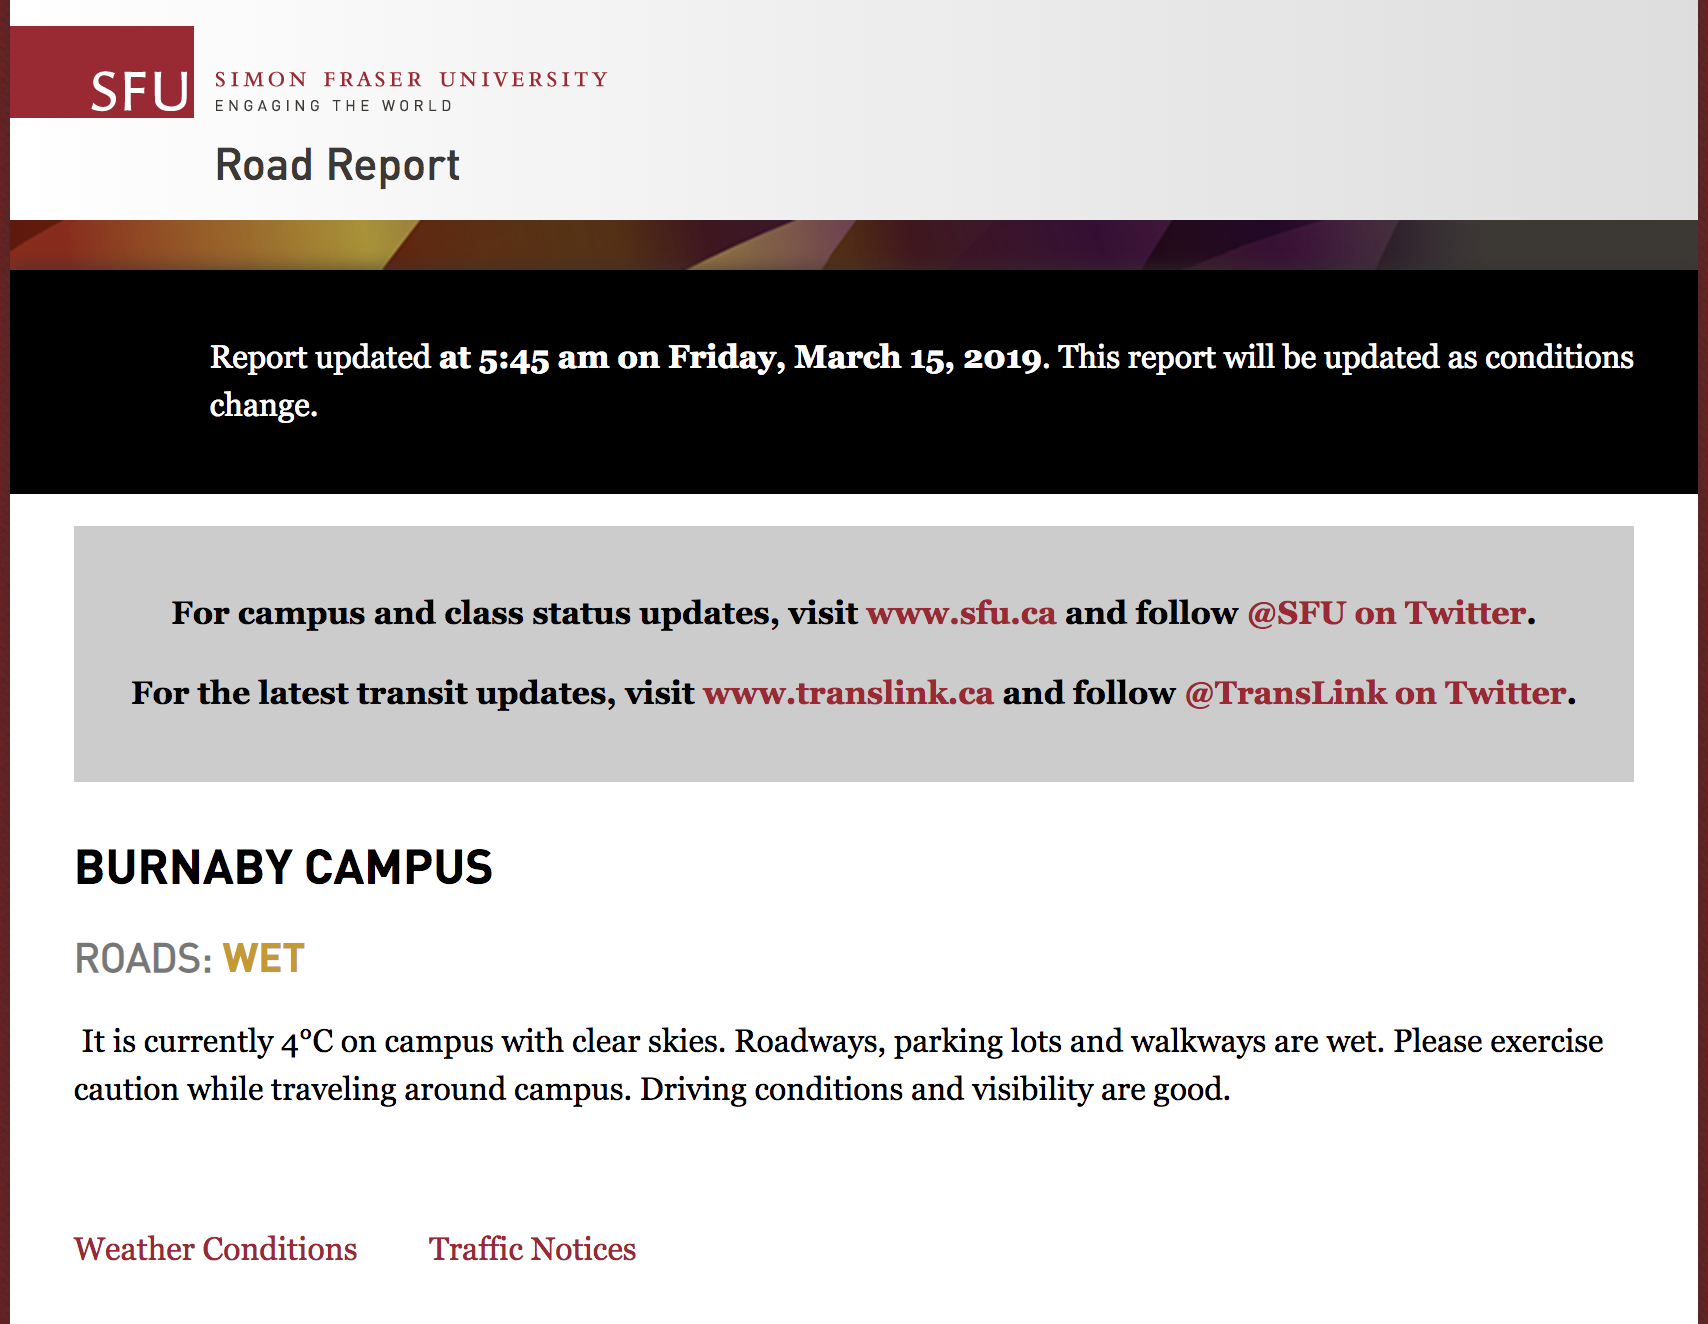 SFU
SIMON FRASER UNIVERSITY
ENGAGING THE WORLD
Road Report
Report updated at 5:45 am on Friday, March 15, 2019. This report will be updated as conditions
change.
For campus and class status updates, visit www.sfu.ca and follow @SFU on Twitter.
For the latest transit updates, visit www.translink.ca and follow @TransLink on Twitter.
BURNABY CAMPUS
ROADS: WET
It is currently 4°C on campus with clear skies. Roadways, parking lots and walkways are wet. Please exercise
caution while traveling around campus. Driving conditions and visibility are good.
Weather Conditions Traffic Notices